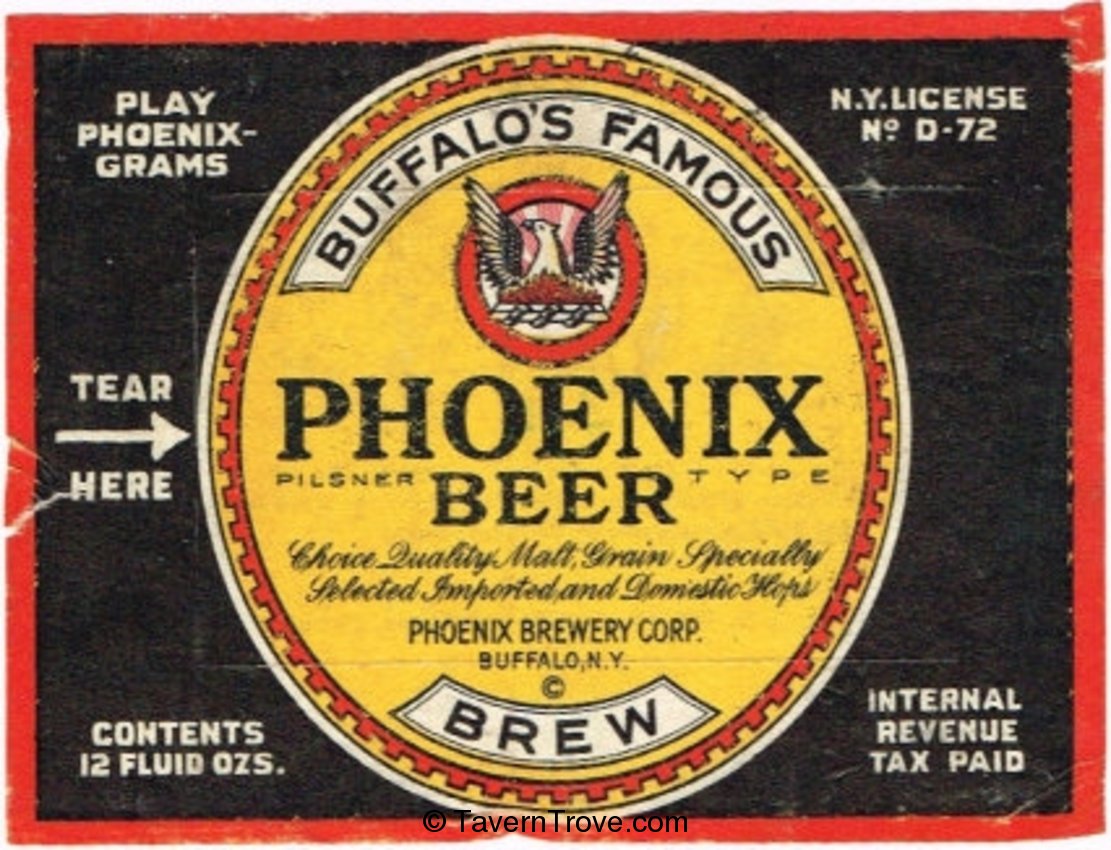 PLAY
PHOENIX-
GRAMS
N.Y. LICENSE
Nº D-72
BUFFALO'S FAMOUS
TEAR
HERE
PHOENIX
PILSNER BEER TYPE
Choice Quality Malt, Grain Specially
Selected Imported, and Domestic Hops
PHOENIX BREWERY CORP.
BUFFALO, N.Y.
©
BREW
CONTENTS
12 FLUID OZS.
INTERNAL
REVENUE
TAX PAID
© TavernTrove.com